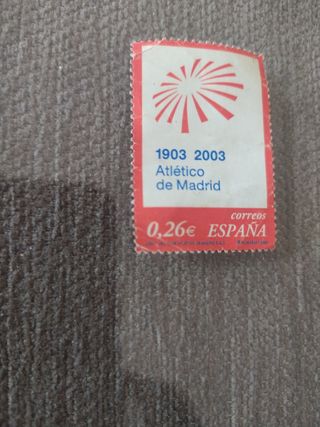 1903 2003
Atlético
de Madrid
correos
0,26€ ESPAÑA